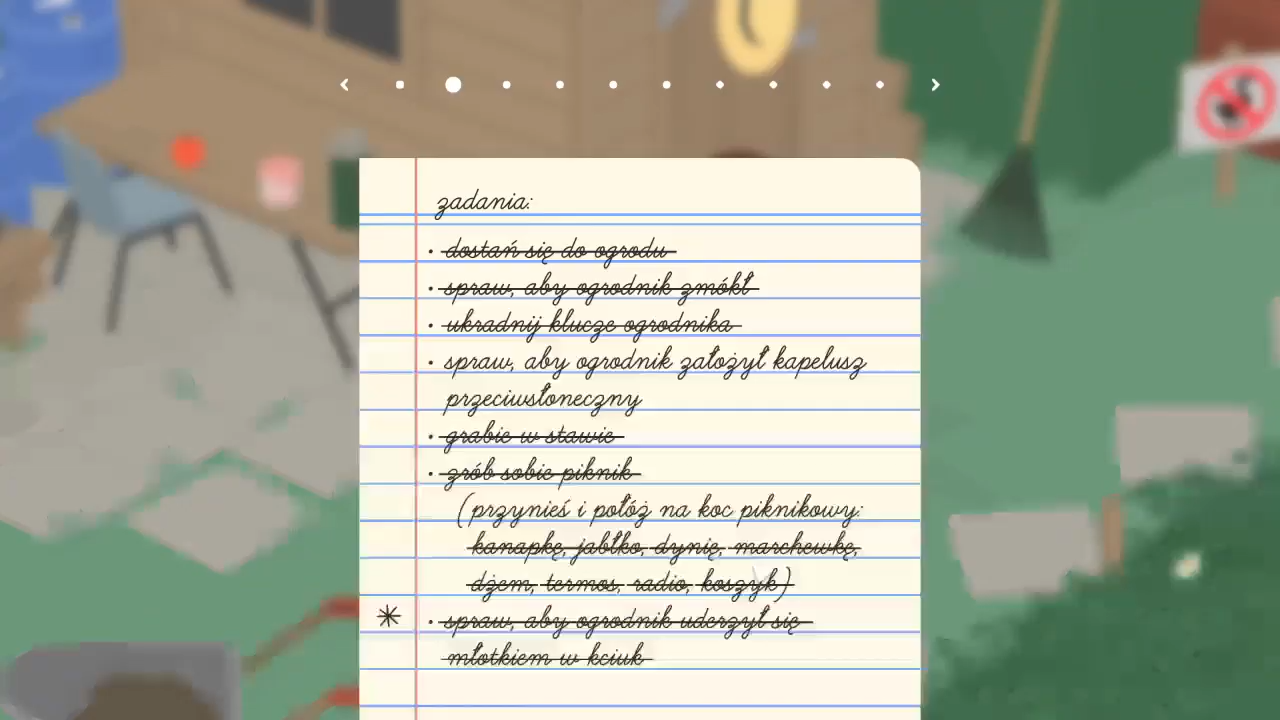 zadania:
• dostań się do ogrodu
• spraw, aby ogrodnik zmókł
• ukradnij klucze ogrodnika
• spraw, aby ogrodnik założył kapelusz
przeciwsłoneczny
• grabie w stawie
• zrób sobie piknik
(przynieś i połóż na koc piknikowy:
kanapkę, jabłko, dynię, marchewkę,
dżem, termos, radio, koszyk)
• spraw, aby ogrodnik uderzył się
młotkiem w kciuk